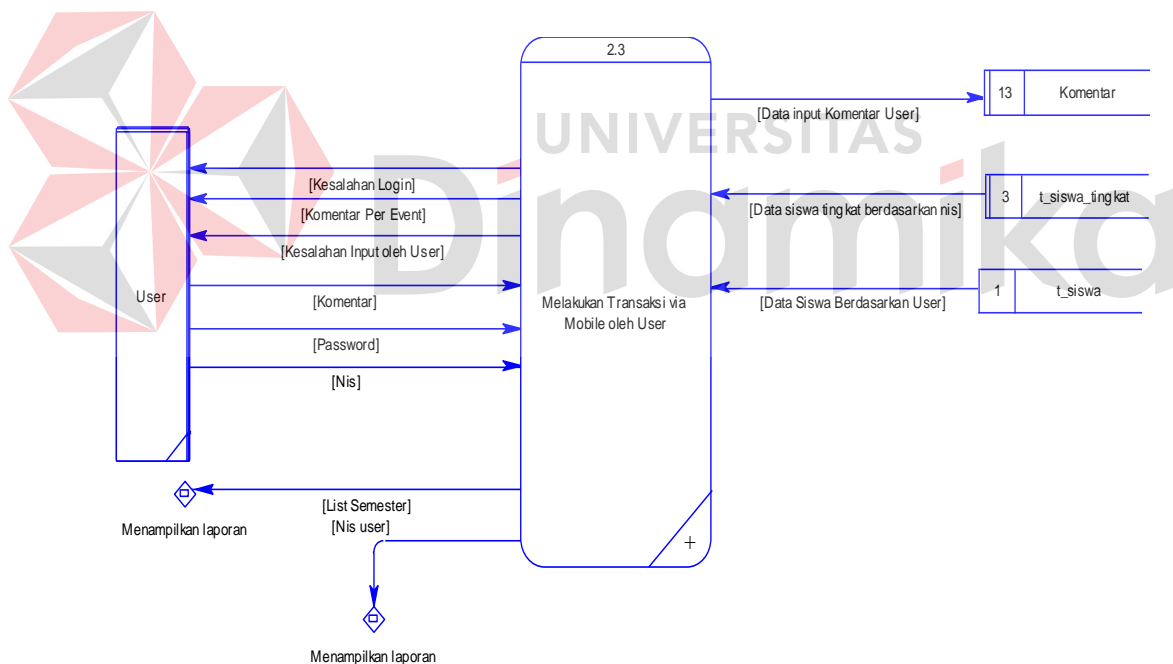 2.3
13 Komentar
[Data input Komentar User]
UNIVERSITAS
Dinamika
[Kesalahan Login]
3 t_siswa_tingkat
[Komentar Per Event]
[Data siswa tingkat berdasarkan nis]
[Kesalahan Input oleh User]
User
[Komentar]
Melakukan Transaksi via
Mobile oleh User
[Data Siswa Berdasarkan User]
1 t_siswa
[Password]
[Nis]
[List Semester]
Menampilkan laporan
[Nis user]
+
Menampilkan laporan